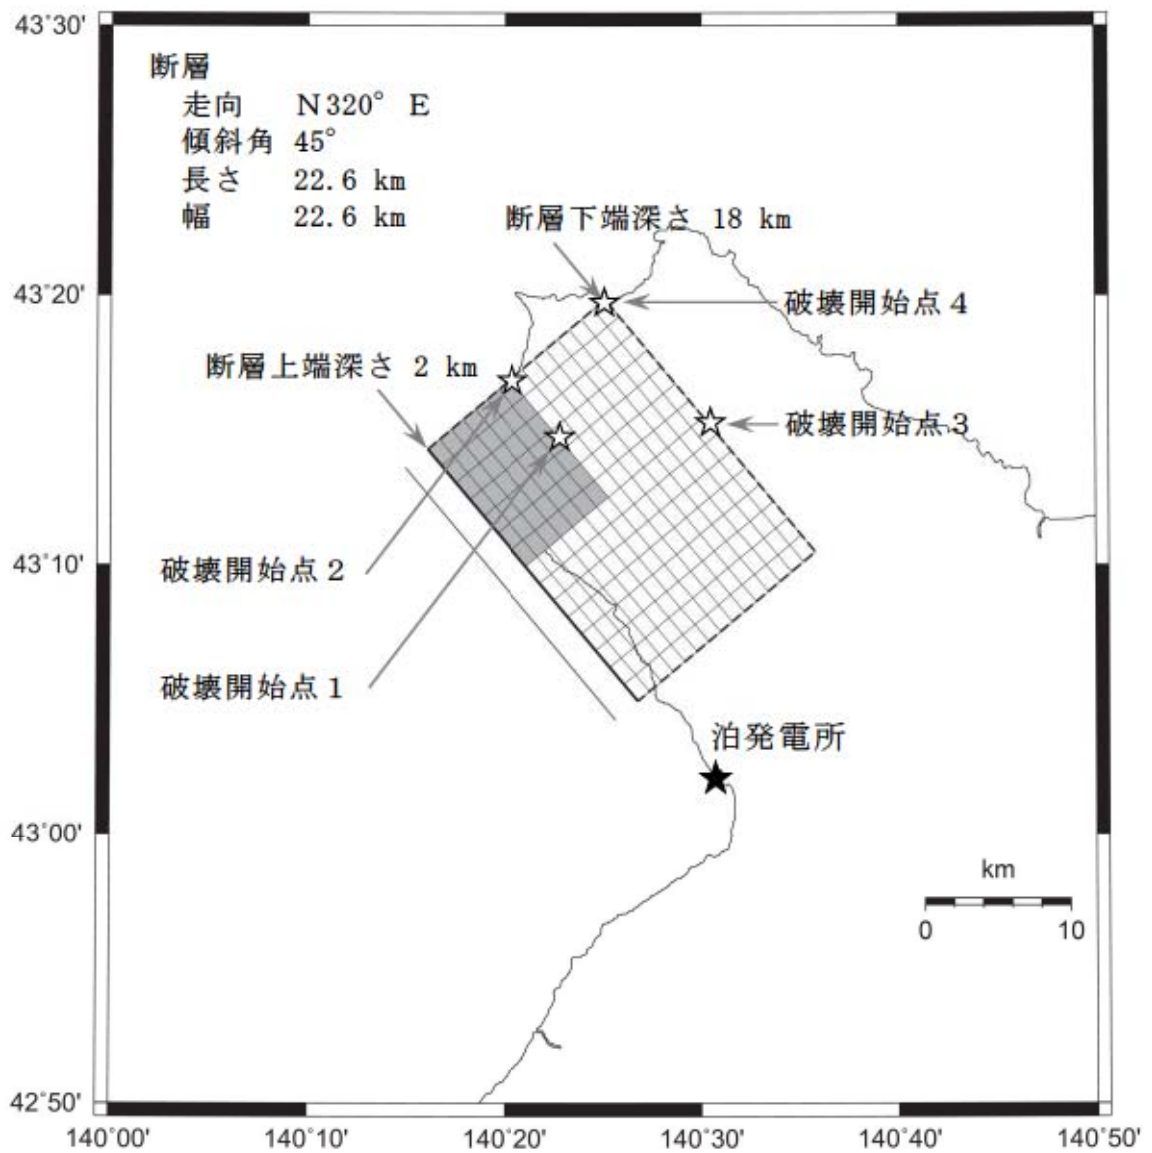 43°30'
断層
走向 N320° E
傾斜角 45°
長さ 22.6 km
幅 22.6 km
断層下端深さ 18 km
43°20'
破壊開始点4
断層上端深さ 2 km
破壊開始点3
43°10'
破壊開始点2
破壊開始点1
泊発電所
43°00'
km
0 10
42°50'
140°00' 140°10' 140°20' 140°30' 140°40' 140°50'